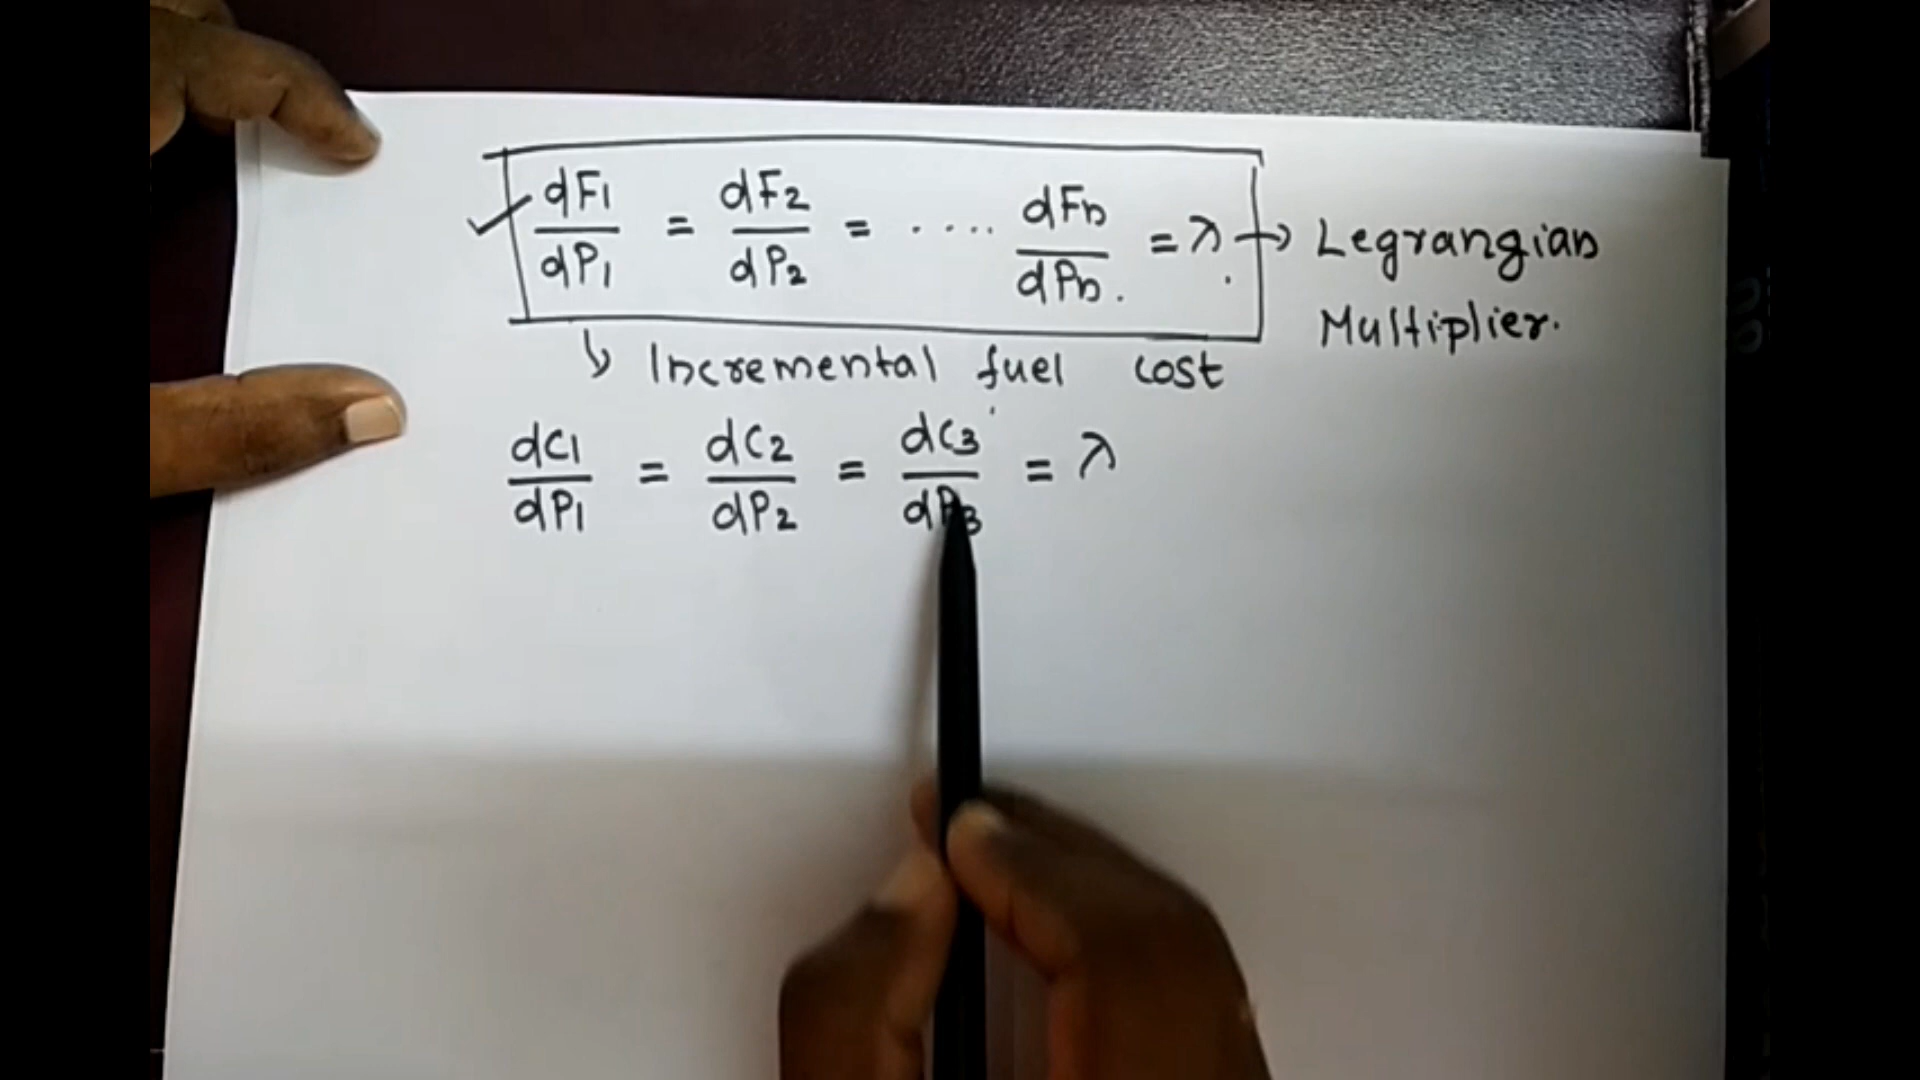 dF1/dP1 = dF2/dP2 = .... dFn/dPn. = λ. → Legrangian
Multiplier.
↳ Incremental fuel cost
dC1/dP1 = dC2/dP2 = dC3/dP3 = λ